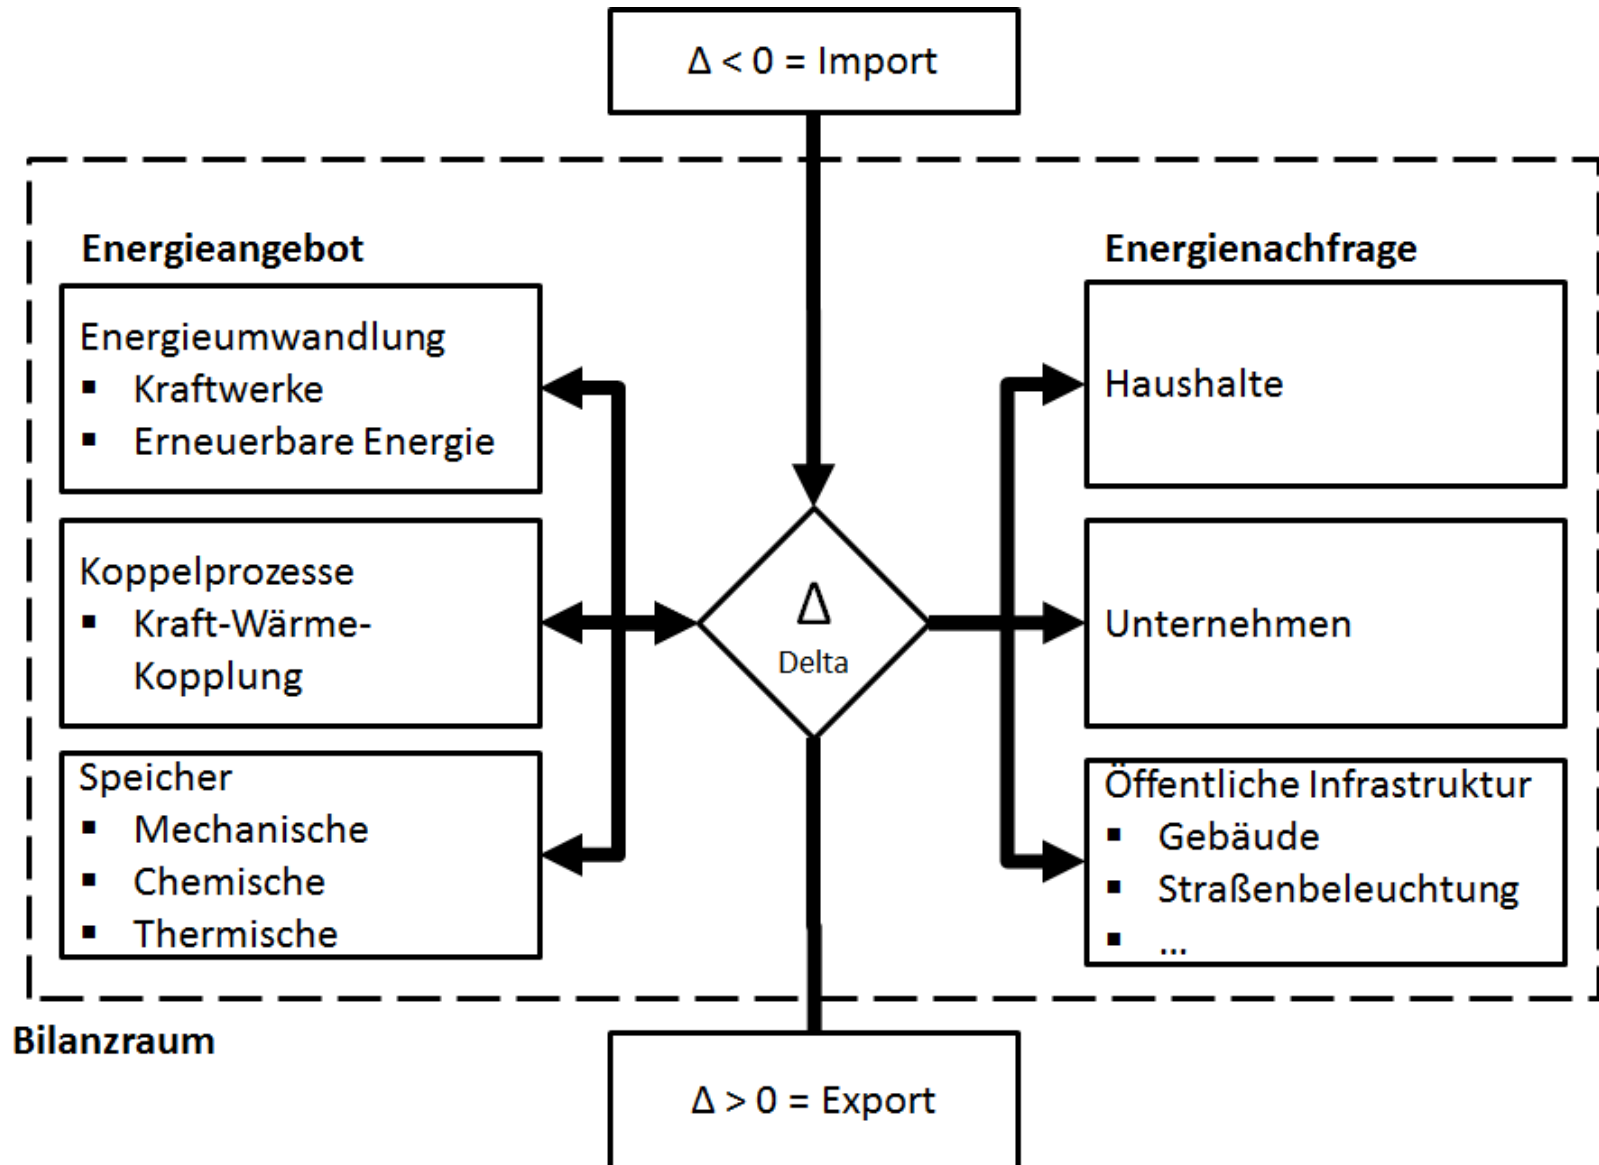 Δ < 0 = Import
Energieangebot
Energieumwandlung
▪ Kraftwerke
▪ Erneuerbare Energie
Koppelprozesse
▪ Kraft-Wärme-
Kopplung
Speicher
▪ Mechanische
▪ Chemische
▪ Thermische
Δ
Delta
Energienachfrage
Haushalte
Unternehmen
Öffentliche Infrastruktur
▪ Gebäude
▪ Straßenbeleuchtung
▪ ...
Bilanzraum
Δ > 0 = Export